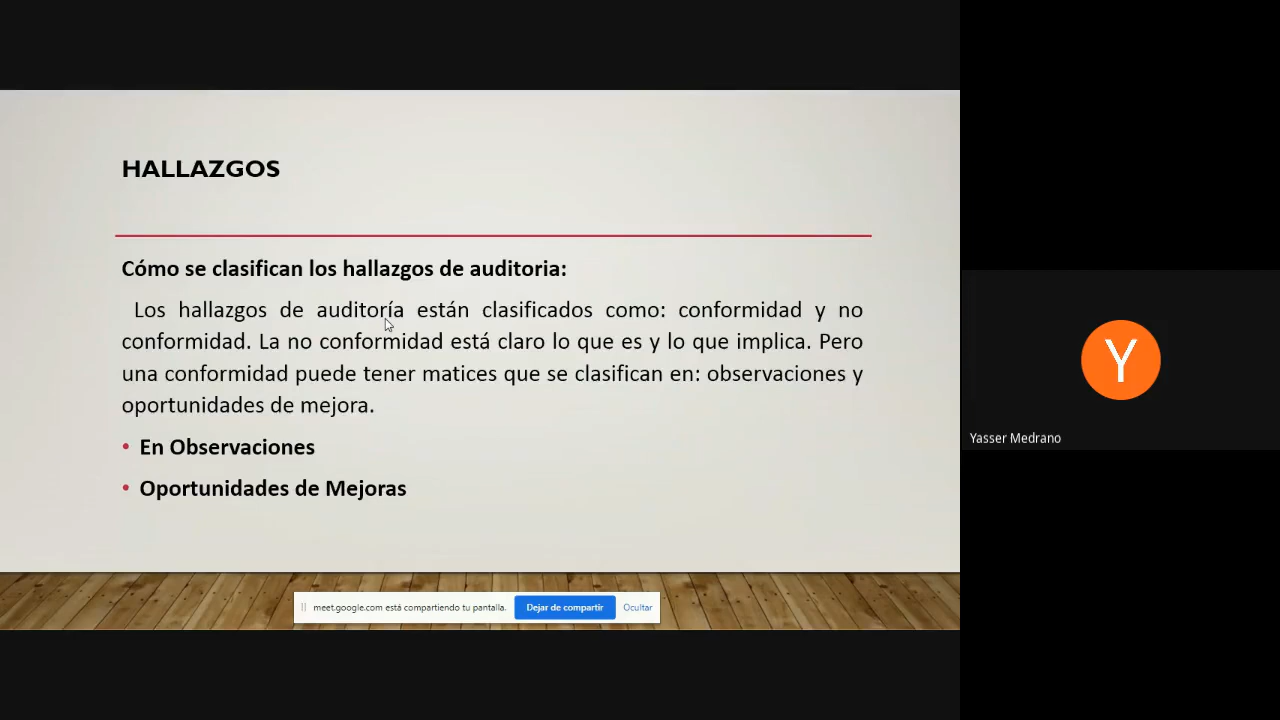 HALLAZGOS
Cómo se clasifican los hallazgos de auditoria:
Los hallazgos de auditoría están clasificados como: conformidad y no
conformidad. La no conformidad está claro lo que es y lo que implica. Pero
una conformidad puede tener matices que se clasifican en: observaciones y
oportunidades de mejora.
• En Observaciones
• Oportunidades de Mejoras
meet.google.com está compartiendo tu pantalla. Dejar de compartir Ocultar
Y
Yasser Medrano